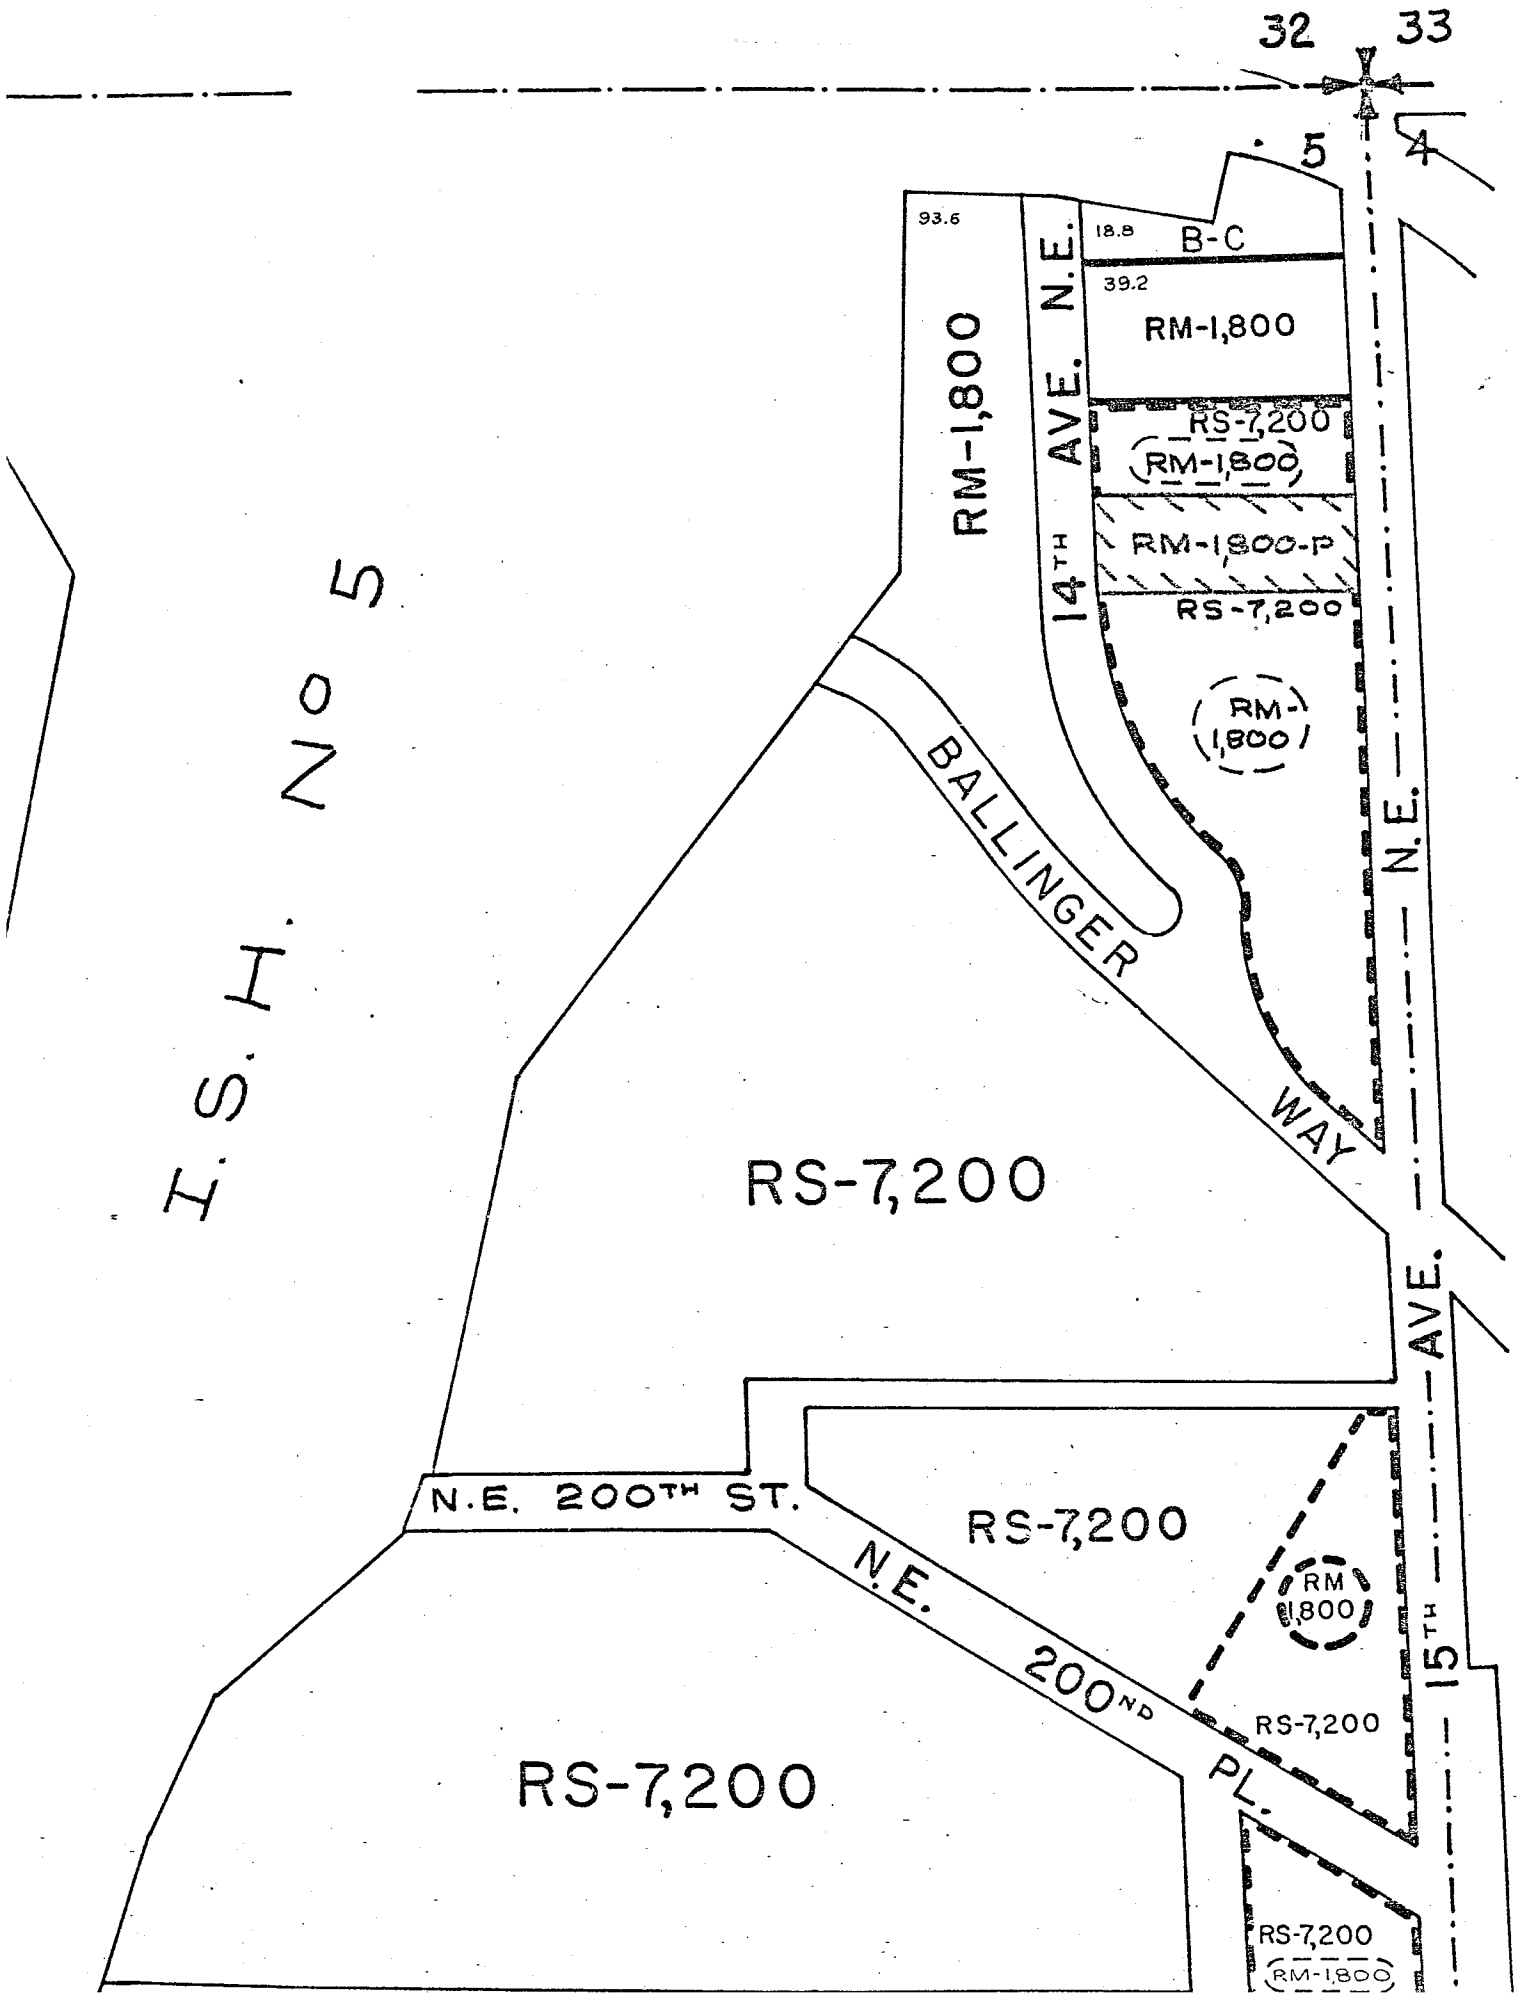 32 33
5 4
93.6
18.8
B-C
39.2
RM-1,800
RM-1,800
14TH AVE. N.E.
RS-7,200
RM-1,800
RM-1,800-P
RS-7,200
RM-
1,800
I.S.H. No 5
BALLINGER WAY
RS-7,200
15TH AVE. N.E.
N.E. 200TH ST.
RS-7,200
RM
1,800
N.E. 200ND PL.
RS-7,200
RS-7,200
RS-7,200
RM-1,800